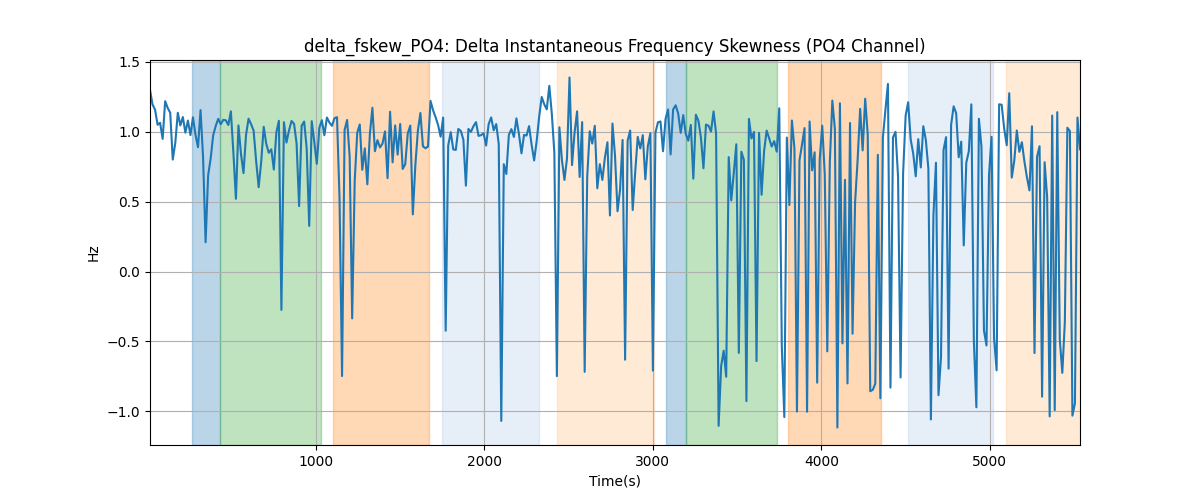 delta_fskew_PO4: Delta Instantaneous Frequency Skewness (PO4 Channel)
1.5
1.0
0.5
0.0
−0.5
−1.0
Hz
1000 2000 3000 4000 5000
Time(s)